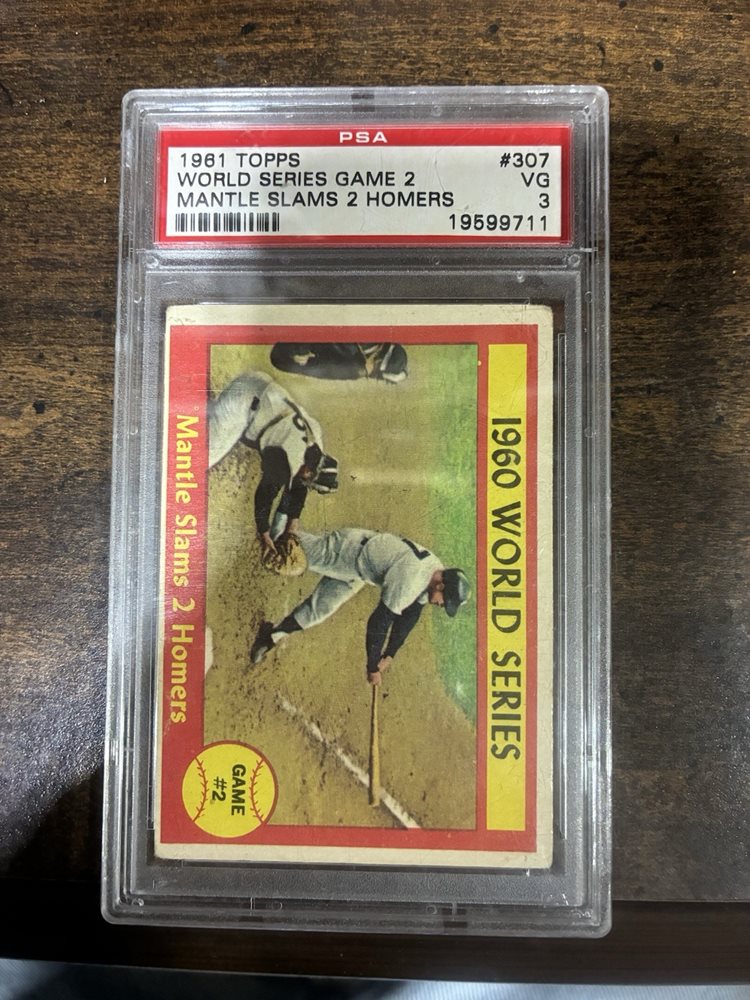 PSA
1961 TOPPS #307
WORLD SERIES GAME 2 VG
MANTLE SLAMS 2 HOMERS 3
19599711
1960 WORLD SERIES
Mantle Slams 2 Homers
GAME
#2